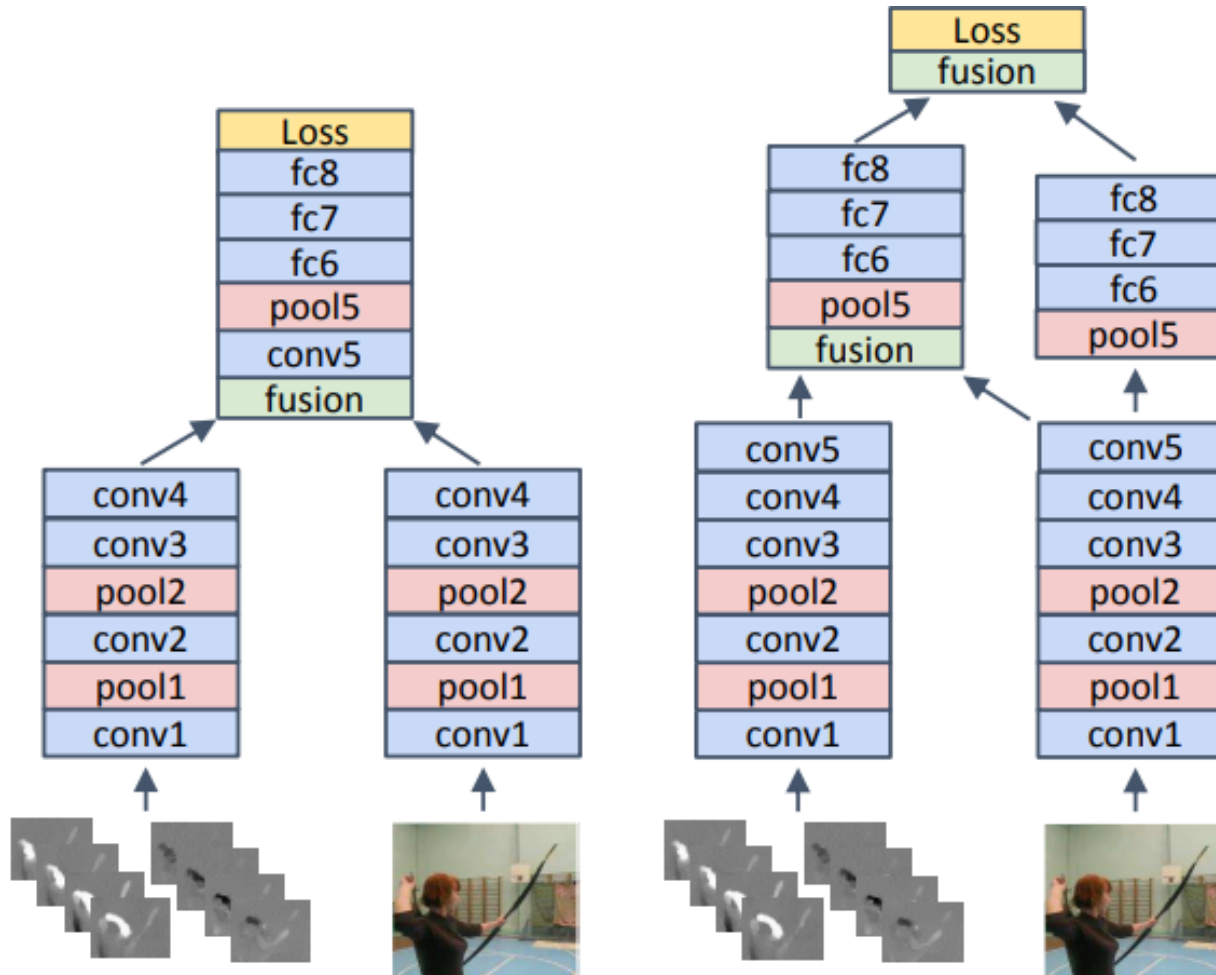 Loss
fc8
fc7
fc6
pool5
conv5
fusion
conv4
conv3
pool2
conv2
pool1
conv1
conv4
conv3
pool2
conv2
pool1
conv1
Loss
fusion
fc8
fc7
fc6
pool5
fusion
fc8
fc7
fc6
pool5
conv5
conv4
conv3
pool2
conv2
pool1
conv1
conv5
conv4
conv3
pool2
conv2
pool1
conv1